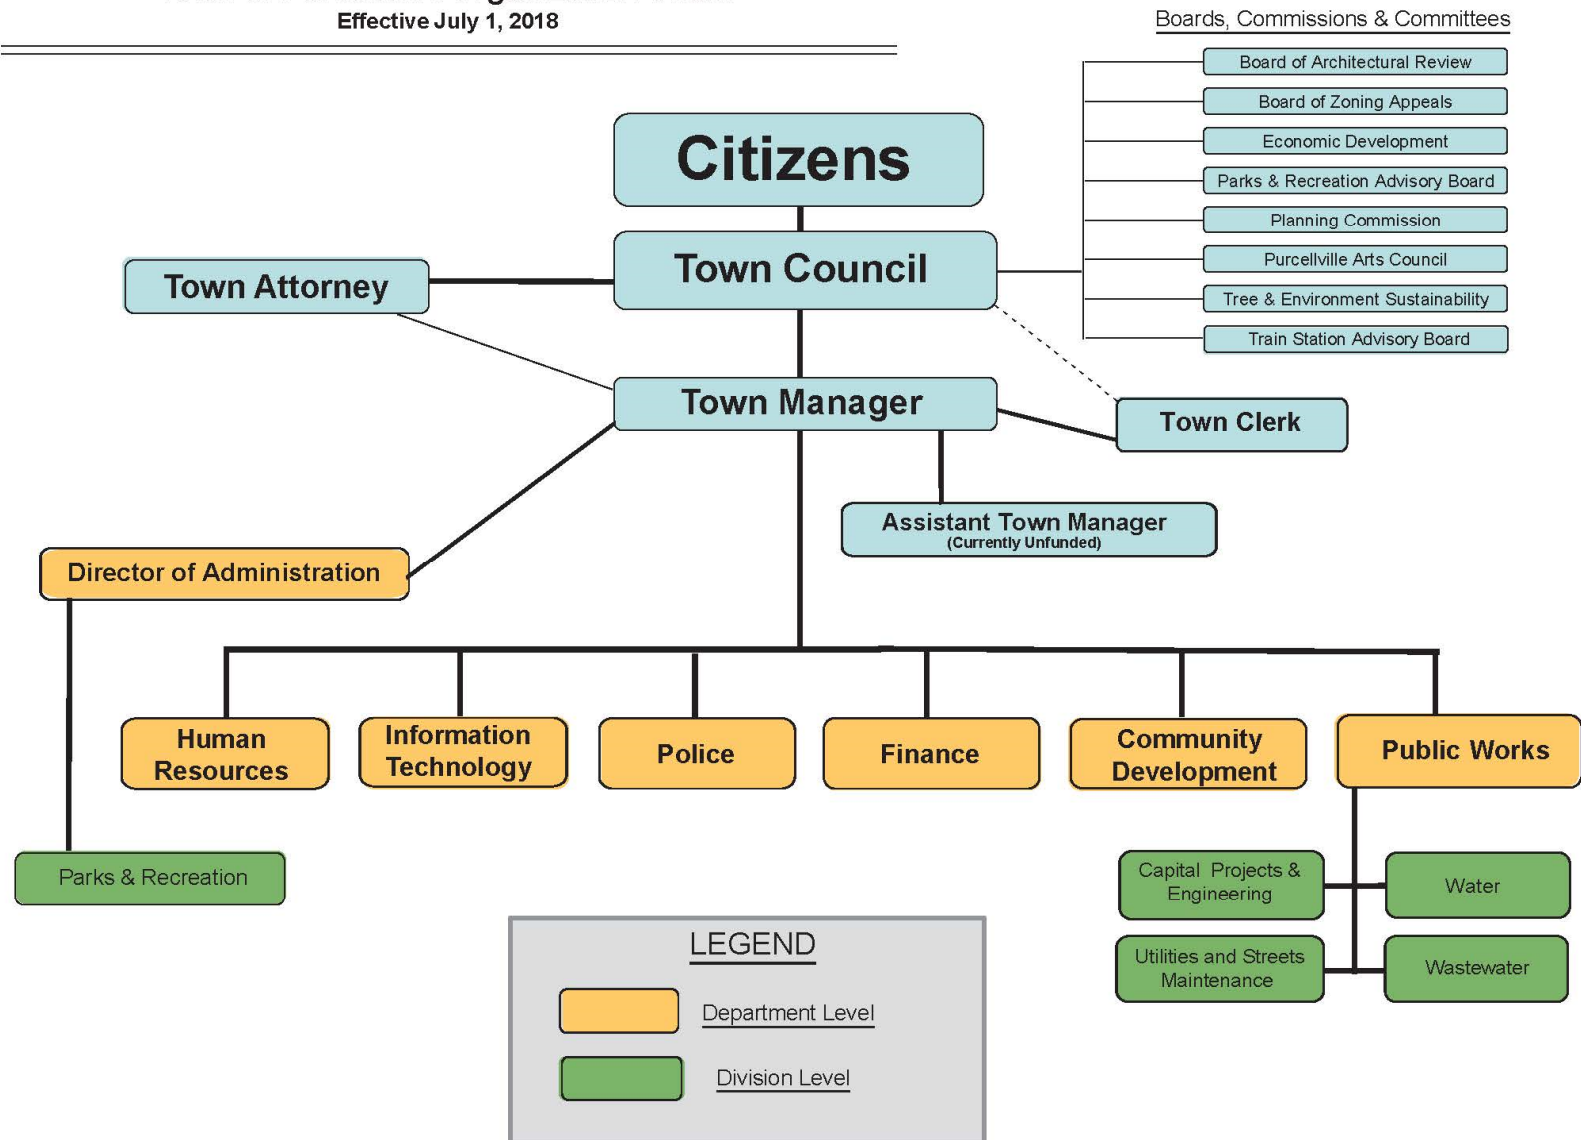 Effective July 1, 2018
Boards, Commissions & Committees
Board of Architectural Review
Board of Zoning Appeals
Economic Development
Parks & Recreation Advisory Board
Planning Commission
Purcellville Arts Council
Tree & Environment Sustainability
Train Station Advisory Board
Citizens
Town Council
Town Attorney
Town Manager
Town Clerk
Assistant Town Manager
(Currently Unfunded)
Director of Administration
Human
Resources
Information
Technology
Police
Finance
Community
Development
Public Works
Parks & Recreation
Capital Projects &
Engineering
Water
Utilities and Streets
Maintenance
Wastewater
LEGEND
Department Level
Division Level